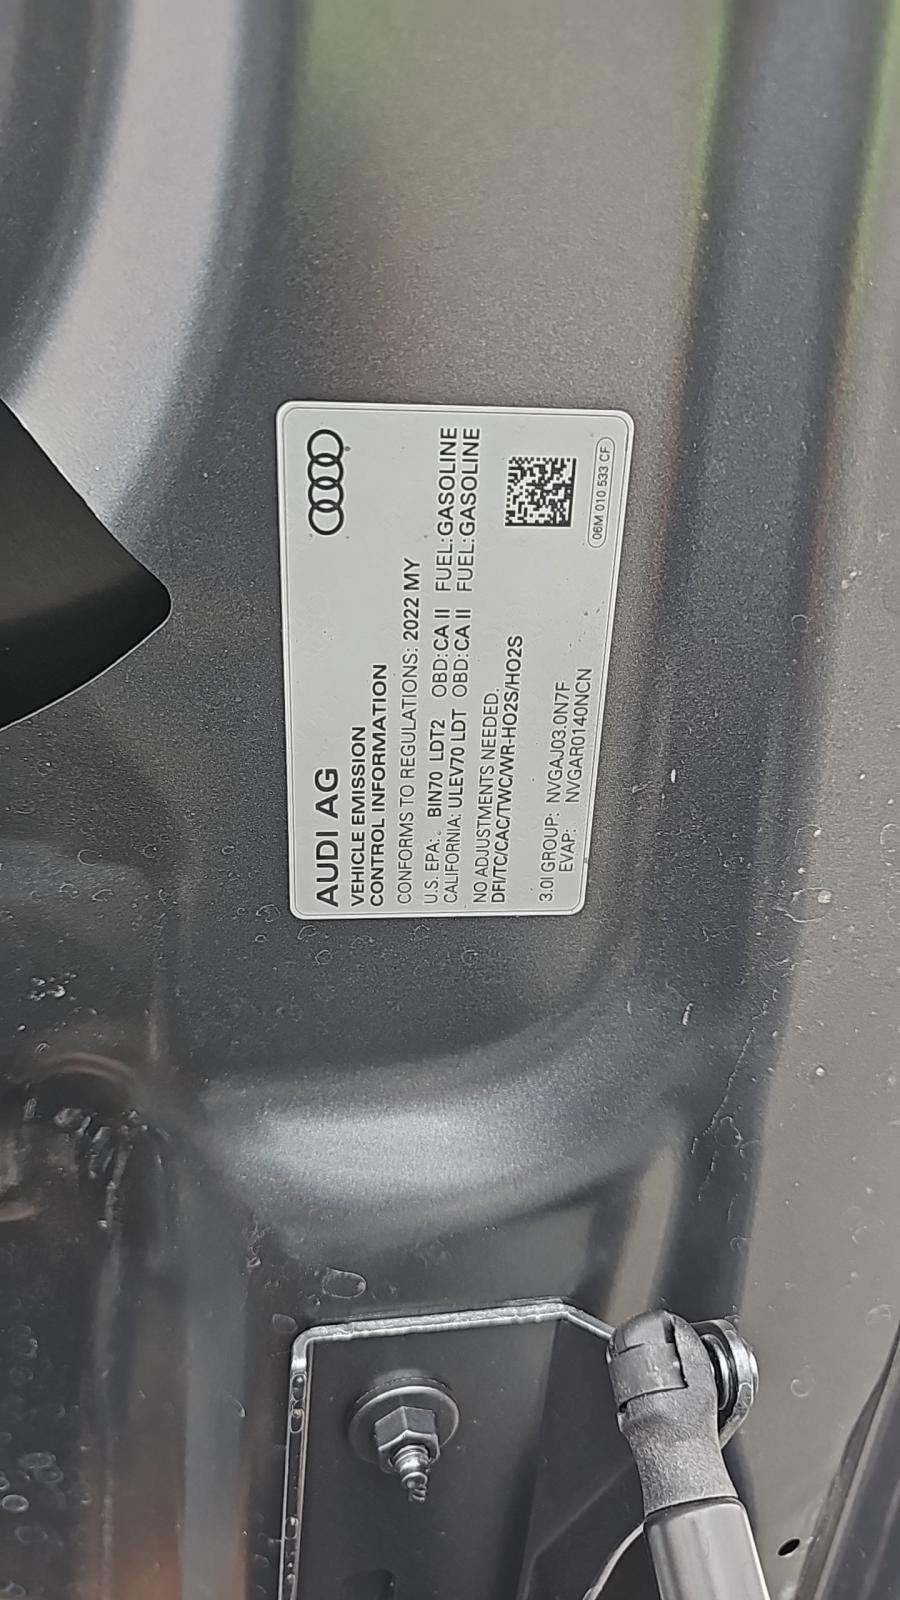 AUDI AG
VEHICLE EMISSION
CONTROL INFORMATION
CONFORMS TO REGULATIONS: 2022 MY
U.S. EPA: BIN70 LDT2 OBD:CA II FUEL:GASOLINE
CALIFORNIA: ULEV70 LDT OBD:CA II FUEL:GASOLINE
NO ADJUSTMENTS NEEDED.
DFI/TC/CAC/TWC/WR-HO2S/HO2S
3.0l GROUP: NVGAJ03.0N7F
EVAP: NVGAR0140NCN
06M 010 533 CF